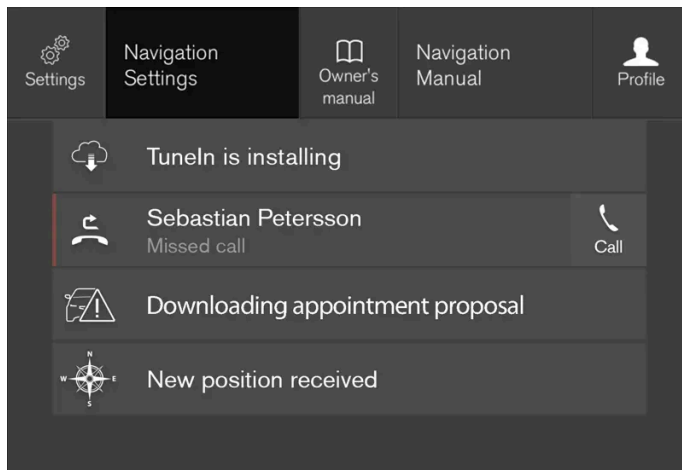 Settings
Navigation
Settings
Owner's
manual
Navigation
Manual
Profile
TuneIn is installing
Sebastian Petersson
Missed call
Call
Downloading appointment proposal
N
W
E
S
New position received